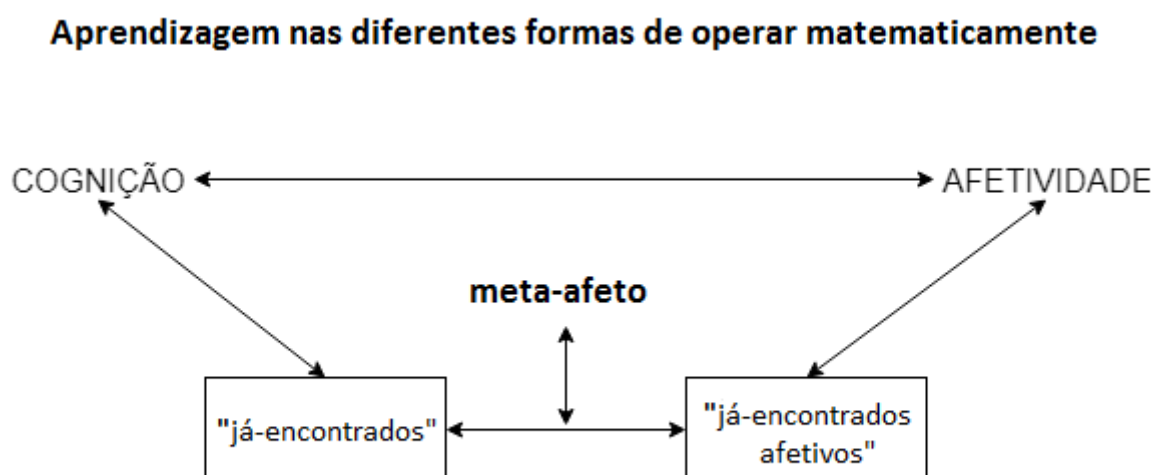 Aprendizagem nas diferentes formas de operar matematicamente
COGNIÇÃO
AFETIVIDADE
meta-afeto
"já-encontrados"
"já-encontrados
afetivos"